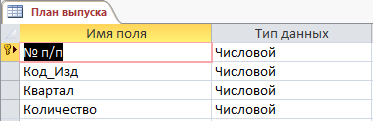 План выпуска
Имя поля Тип данных
№ п/п Числовой
Код_Изд Числовой
Квартал Числовой
Количество Числовой